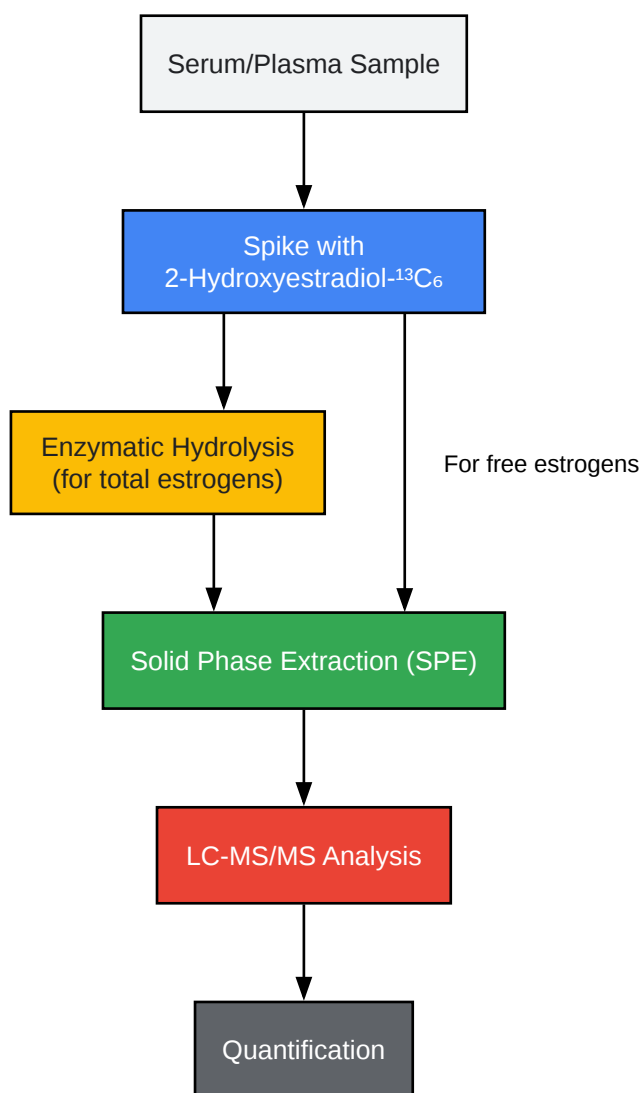 Serum/Plasma Sample
Spike with
2-Hydroxyestradiol-¹³C₆
Enzymatic Hydrolysis
(for total estrogens)
For free estrogens
Solid Phase Extraction (SPE)
LC-MS/MS Analysis
Quantification